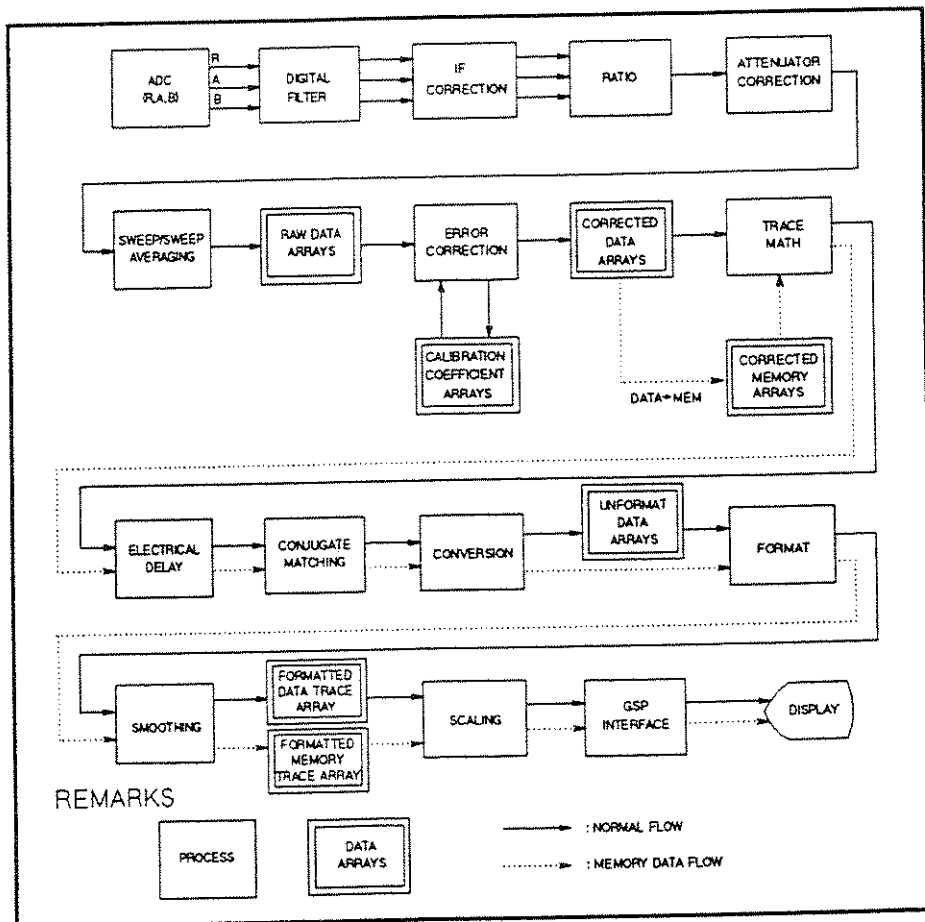 ADC
(R,A,B)
R
A
B
DIGITAL
FILTER
IF
CORRECTION
RATIO
ATTENUATOR
CORRECTION
SWEEP/SWEEP
AVERAGING
RAW DATA
ARRAYS
ERROR
CORRECTION
CORRECTED
DATA
ARRAYS
TRACE
MATH
CALIBRATION
COEFFICIENT
ARRAYS
DATA→MEM
CORRECTED
MEMORY
ARRAYS
ELECTRICAL
DELAY
CONJUGATE
MATCHING
CONVERSION
UNFORMAT
DATA
ARRAYS
FORMAT
SMOOTHING
FORMATTED
DATA TRACE
ARRAY
FORMATTED
MEMORY
TRACE ARRAY
SCALING
GSP
INTERFACE
DISPLAY
REMARKS
PROCESS
DATA
ARRAYS
: NORMAL FLOW
: MEMORY DATA FLOW